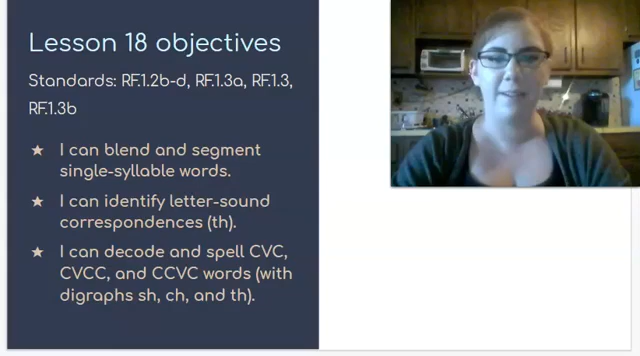 Lesson 18 objectives
Standards: RF.1.2b-d, RF.1.3a, RF.1.3,
RF.1.3b
★ I can blend and segment
single-syllable words.
★ I can identify letter-sound
correspondences (th).
★ I can decode and spell CVC,
CVCC, and CCVC words (with
digraphs sh, ch, and th).